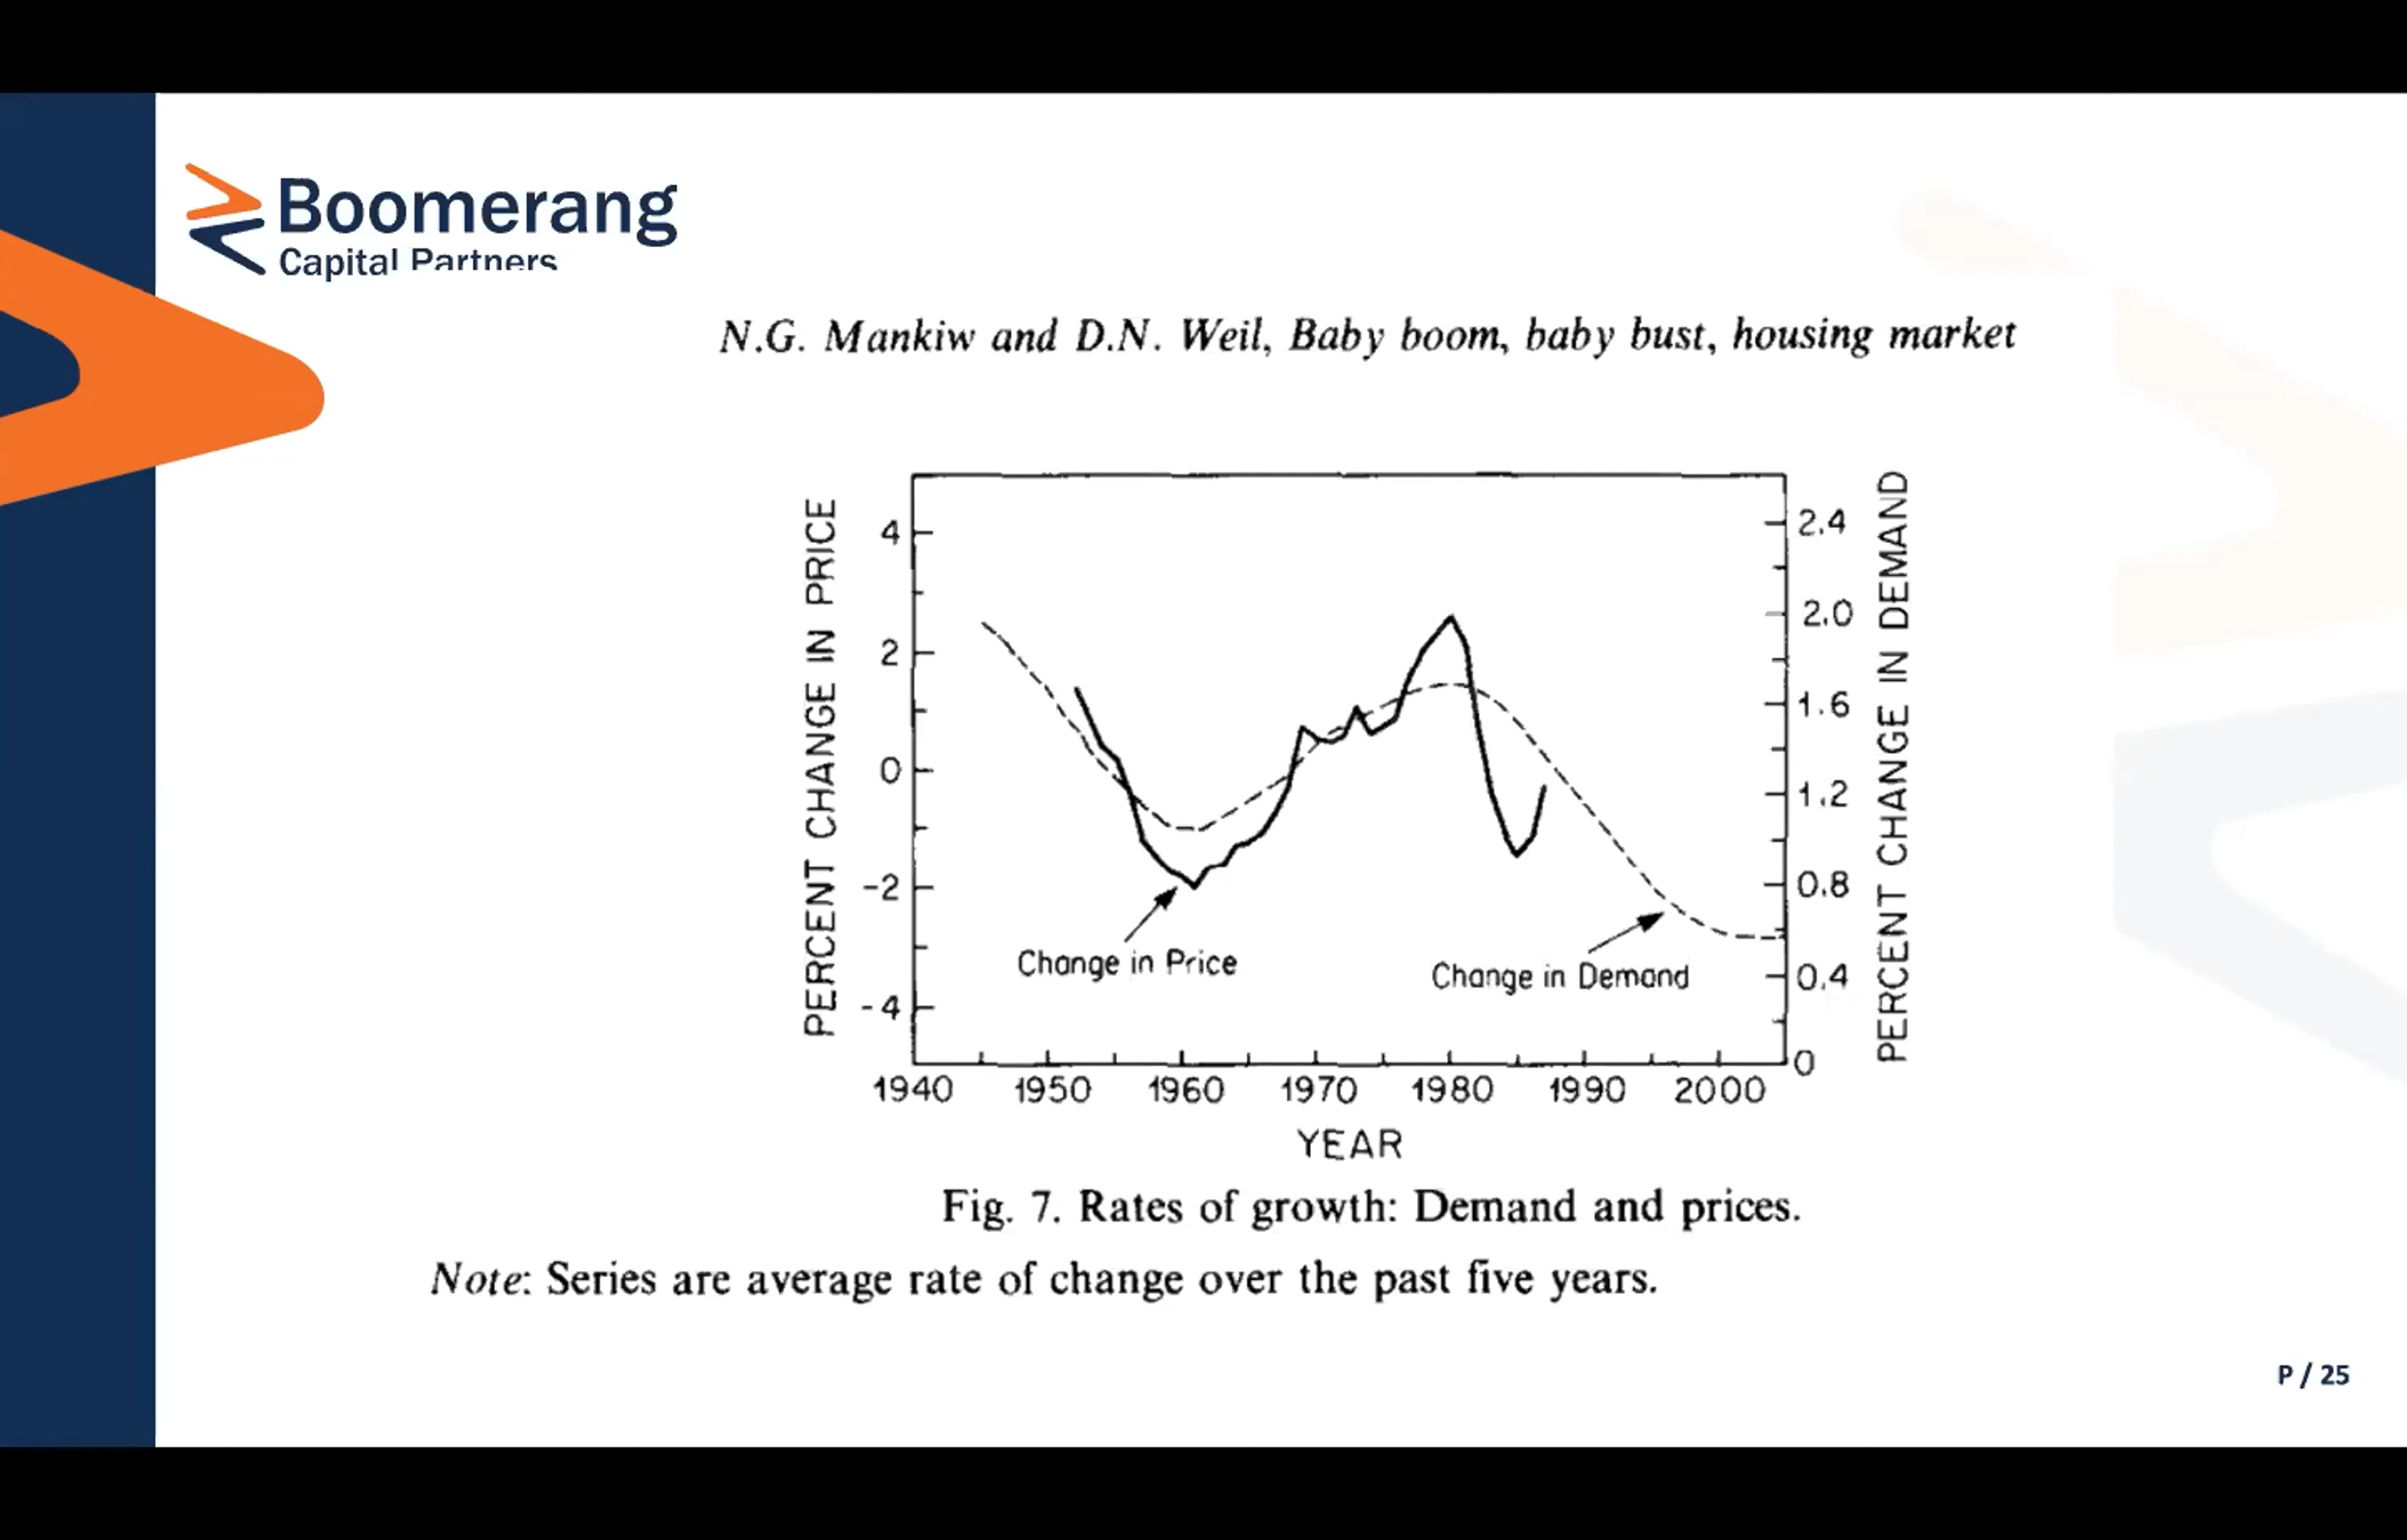 Boomerang
Capital Partners
N.G. Mankiw and D.N. Weil, Baby boom, baby bust, housing market
PERCENT CHANGE IN PRICE
4
2
0
-2
-4
2.4
2.0
1.6
1.2
0.8
0.4
0
PERCENT CHANGE IN DEMAND
Change in Price
Change in Demand
1940 1950 1960 1970 1980 1990 2000
YEAR
Fig. 7. Rates of growth: Demand and prices.
Note: Series are average rate of change over the past five years.
P / 25